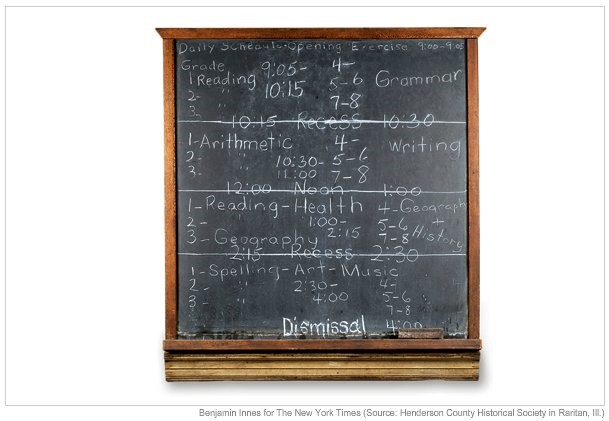 Daily Schedule-Opening Exercise 9:00-9:05
Grade 9:05- 4-
1 Reading 10:15 5-6 Grammar
2- " 7-8
3- "
10:15 Recess 10:30
1-Arithmetic 4- Writing
2- " 10:30- 5-6
3- " 12:00 7-8
12:00 Noon 1:00
1-Reading-Health 4-Geography
2- " 1:00- 5-6 +
3-Geography 2:15 7-8 History
2:15 Recess 2:30
1-Spelling-Art-Music
2- " 2:30- 4-
3- " 4:00 5-6
7-8
Dismissal 4:00
Benjamin Innes for The New York Times (Source: Henderson County Historical Society in Raritan, Ill.)